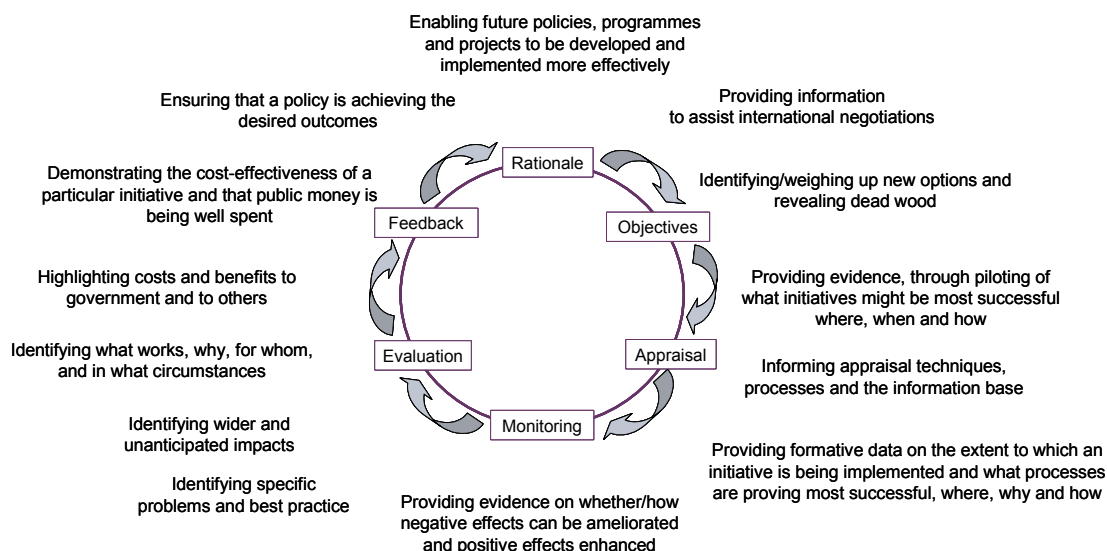 Enabling future policies, programmes
and projects to be developed and
implemented more effectively
Ensuring that a policy is achieving the
desired outcomes
Providing information
to assist international negotiations
Rationale
Demonstrating the cost-effectiveness of a
particular initiative and that public money is
being well spent
Identifying/weighing up new options and
revealing dead wood
Feedback
Objectives
Highlighting costs and benefits to
government and to others
Providing evidence, through piloting of
what initiatives might be most successful
where, when and how
Identifying what works, why, for whom,
and in what circumstances
Evaluation
Appraisal
Informing appraisal techniques,
processes and the information base
Identifying wider and
unanticipated impacts
Monitoring
Providing formative data on the extent to which an
initiative is being implemented and what processes
are proving most successful, where, why and how
Identifying specific
problems and best practice
Providing evidence on whether/how
negative effects can be ameliorated
and positive effects enhanced